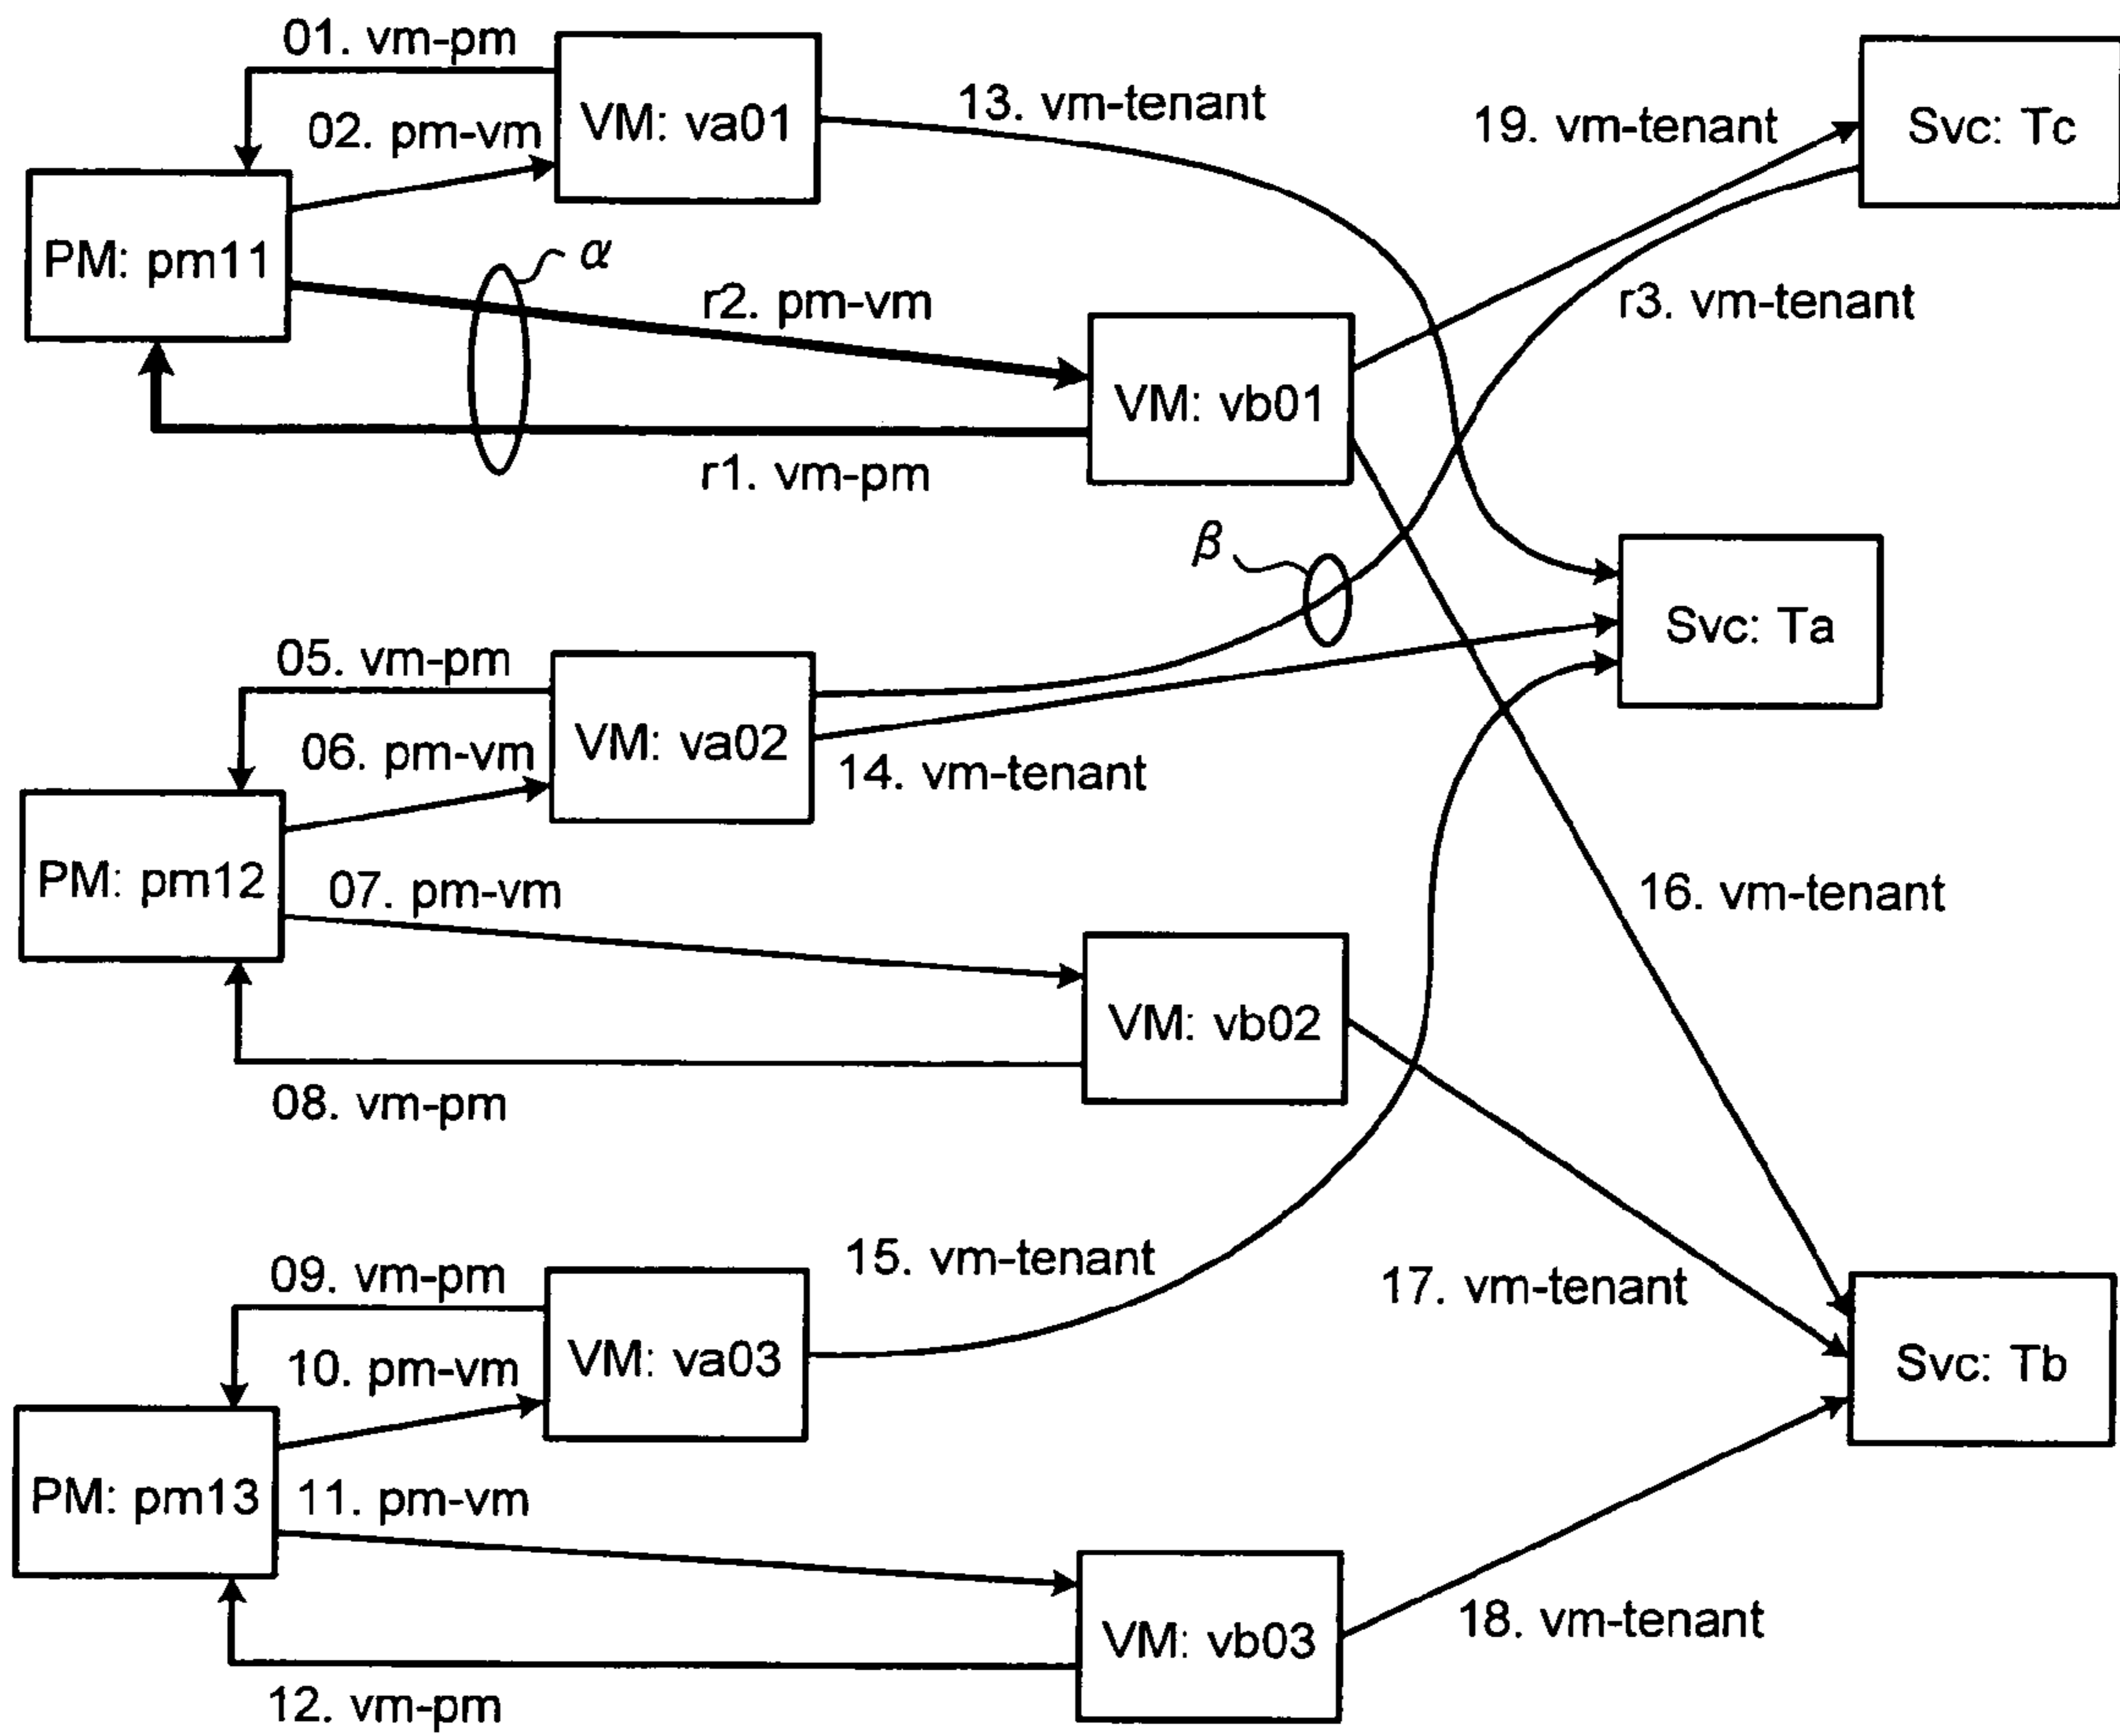 01. vm-pm
VM: va01
02. pm-vm
13. vm-tenant
19. vm-tenant
Svc: Tc
PM: pm11
α
r2. pm-vm
r3. vm-tenant
VM: vb01
r1. vm-pm
β
Svc: Ta
05. vm-pm
VM: va02
06. pm-vm
14. vm-tenant
PM: pm12
07. pm-vm
16. vm-tenant
VM: vb02
08. vm-pm
15. vm-tenant
09. vm-pm
17. vm-tenant
VM: va03
10. pm-vm
Svc: Tb
PM: pm13
11. pm-vm
18. vm-tenant
VM: vb03
12. vm-pm